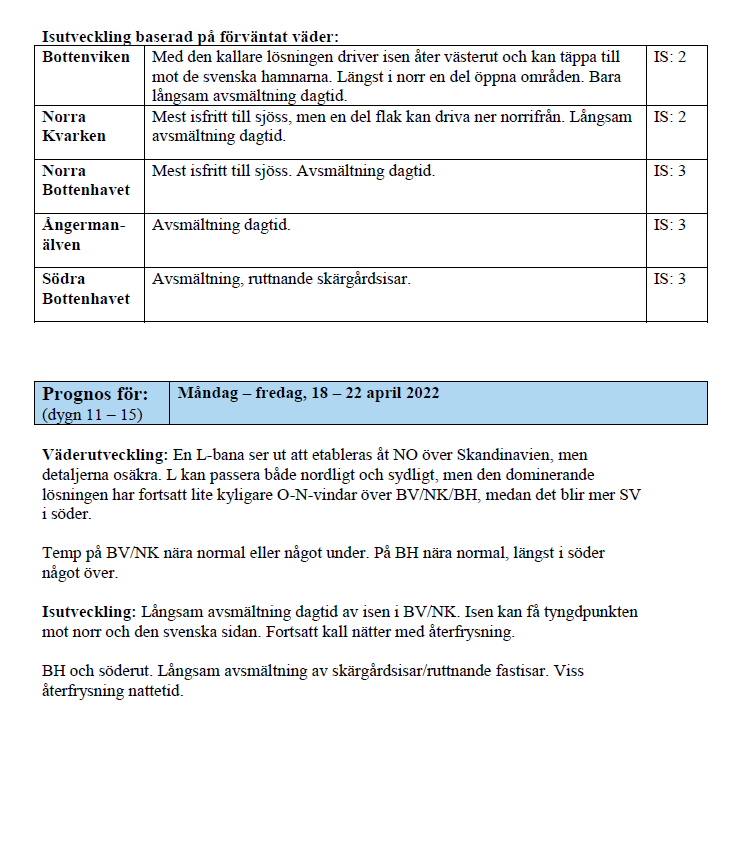 Isutveckling baserad på förväntat väder:
Bottenviken
Med den kallare lösningen driver isen åter västerut och kan täppa till
mot de svenska hamnarna. Längst i norr en del öppna områden. Bara
långsam avsmältning dagtid.
IS: 2
Norra
Kvarken
Mest isfritt till sjöss, men en del flak kan driva ner norrifrån. Långsam
avsmältning dagtid.
IS: 2
Norra
Bottenhavet
Mest isfritt till sjöss. Avsmältning dagtid.
IS: 3
Ångerman-
älven
Avsmältning dagtid.
IS: 3
Södra
Bottenhavet
Avsmältning, ruttnande skärgårdsisar.
IS: 3
Prognos för:
(dygn 11 – 15)
Måndag – fredag, 18 – 22 april 2022
Väderutveckling: En L-bana ser ut att etableras åt NO över Skandinavien, men
detaljerna osäkra. L kan passera både nordligt och sydligt, men den dominerande
lösningen har fortsatt lite kyligare O-N-vindar över BV/NK/BH, medan det blir mer SV
i söder.
Temp på BV/NK nära normal eller något under. På BH nära normal, längst i söder
något över.
Isutveckling: Långsam avsmältning dagtid av isen i BV/NK. Isen kan få tyngdpunkten
mot norr och den svenska sidan. Fortsatt kall nätter med återfrysning.
BH och söderut. Långsam avsmältning av skärgårdsisar/ruttnande fastisar. Viss
återfrysning nattetid.